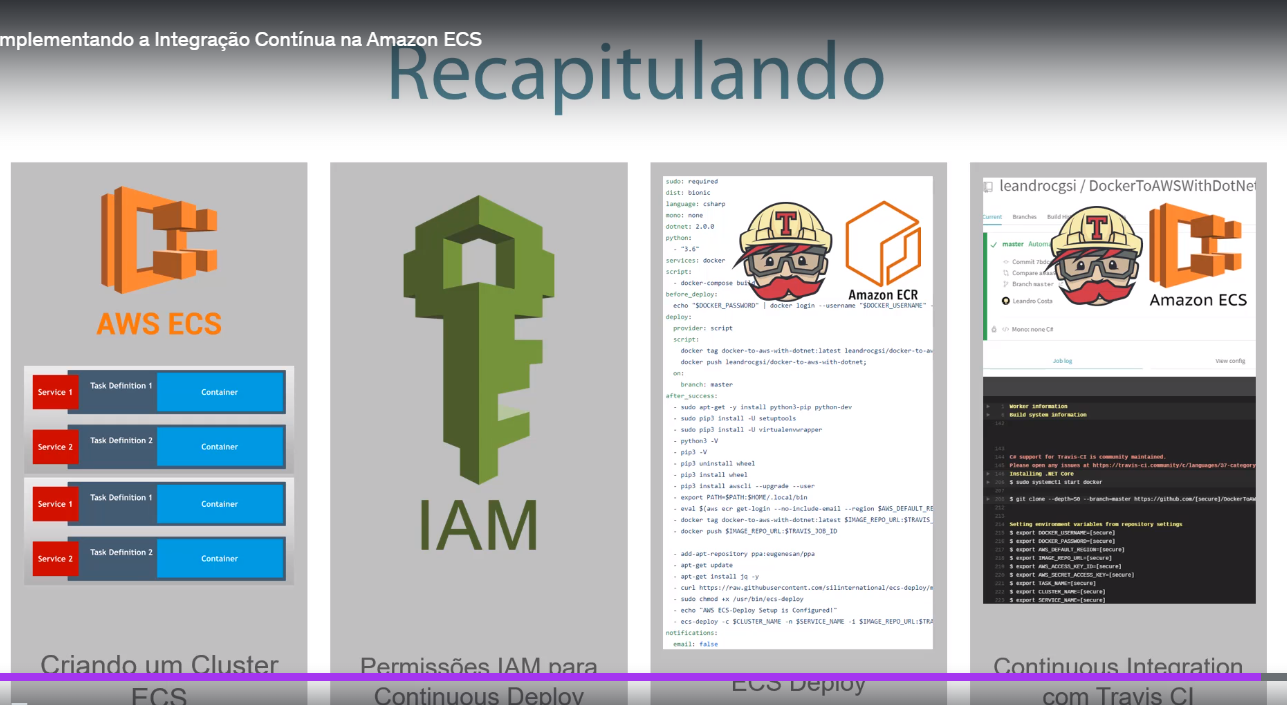 mplementando a Integração Contínua na Amazon ECS
Recapitulando
AWS ECS
Service 1 Task Definition 1 Container
Service 2 Task Definition 2 Container
Service 1 Task Definition 1 Container
Service 2 Task Definition 2 Container
Criando um Cluster
ECS
IAM
Permissões IAM para
Continuous Deploy
sudo: required
dist: bionic
language: csharp
mono: none
dotnet: 2.0.0
python:
- "3.6"
services: docker
script:
- docker-compose buil
before_deploy:
echo "$DOCKER_PASSWORD" | docker login --username "$DOCKER_USERNAME" -
deploy:
provider: script
script:
docker tag docker-to-aws-with-dotnet:latest leandrocgsi/docker-to-aw
docker push leandrocgsi/docker-to-aws-with-dotnet;
on:
branch: master
after_success:
- sudo apt-get -y install python3-pip python-dev
- sudo pip3 install -U setuptools
- sudo pip3 install -U virtualenvwrapper
- python3 -V
- pip3 -V
- pip3 uninstall wheel
- pip3 install wheel
- pip3 install awscli --upgrade --user
- export PATH=$PATH:$HOME/.local/bin
- eval $(aws ecr get-login --no-include-email --region $AWS_DEFAULT_RE
- docker tag docker-to-aws-with-dotnet:latest $IMAGE_REPO_URL:$TRAVIS_
- docker push $IMAGE_REPO_URL:$TRAVIS_JOB_ID
- add-apt-repository ppa:eugenesan/ppa
- apt-get update
- apt-get install jq -y
- curl https://raw.githubusercontent.com/silinternational/ecs-deploy/m
- sudo chmod +x /usr/bin/ecs-deploy
- echo "AWS ECS-Deploy Setup is Configured!"
- ecs-deploy -c $CLUSTER_NAME -n $SERVICE_NAME -i $IMAGE_REPO_URL:$TRA
notifications:
email: false
T
Amazon ECR
ECS Deploy
leandrocgsi / DockerToAWSWithDotNet
Current Branches Build
master
Commit
Compare
Branch master
Leandro Costa
Mono: none C#
T
Amazon ECS
Job log View config
Worker information
Build system information
C# support for Travis-CI is community maintained.
Please open any issues at https://travis-ci.community/c/languages/37-category
Installing .NET Core
$ sudo systemctl start docker
$ git clone --depth=50 --branch=master https://github.com/[secure]/DockerToAW
Setting environment variables from repository settings
$ export DOCKER_USERNAME=[secure]
$ export DOCKER_PASSWORD=[secure]
$ export AWS_DEFAULT_REGION=[secure]
$ export IMAGE_REPO_URL=[secure]
$ export AWS_ACCESS_KEY_ID=[secure]
$ export AWS_SECRET_ACCESS_KEY=[secure]
$ export TASK_NAME=[secure]
$ export CLUSTER_NAME=[secure]
$ export SERVICE_NAME=[secure]
Continuous Integration
com Travis CI